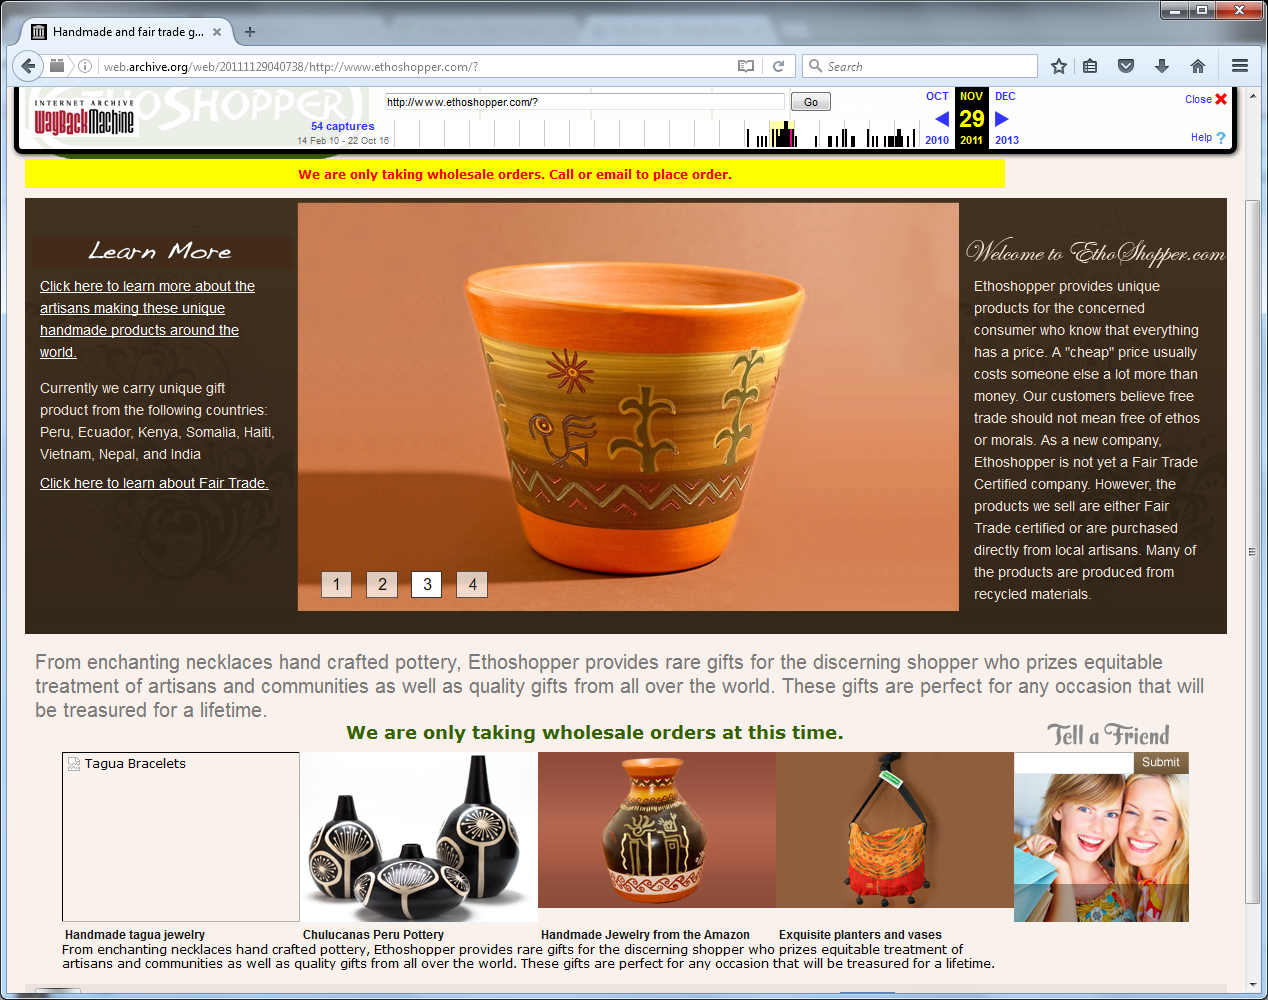 Handmade and fair trade g...
web.archive.org/web/20111129040738/http://www.ethoshopper.com/?
Search
ETHOSHOPPER
INTERNET ARCHIVE
WayBackMachine
http://www.ethoshopper.com/?
Go
54 captures
14 Feb 10 - 22 Oct 16
OCT NOV DEC
29
2010 2011 2013
Close
Help ?
We are only taking wholesale orders. Call or email to place order.
Learn More
Click here to learn more about the
artisans making these unique
handmade products around the
world.
Currently we carry unique gift
product from the following countries:
Peru, Ecuador, Kenya, Somalia, Haiti,
Vietnam, Nepal, and India
Click here to learn about Fair Trade.
1 2 3 4
Welcome to EthoShopper.com
Ethoshopper provides unique
products for the concerned
consumer who know that everything
has a price. A "cheap" price usually
costs someone else a lot more than
money. Our customers believe free
trade should not mean free of ethos
or morals. As a new company,
Ethoshopper is not yet a Fair Trade
Certified company. However, the
products we sell are either Fair
Trade certified or are purchased
directly from local artisans. Many of
the products are produced from
recycled materials.
From enchanting necklaces hand crafted pottery, Ethoshopper provides rare gifts for the discerning shopper who prizes equitable
treatment of artisans and communities as well as quality gifts from all over the world. These gifts are perfect for any occasion that will
be treasured for a lifetime.
We are only taking wholesale orders at this time.
Tell a Friend
Submit
Tagua Bracelets
Handmade tagua jewelry
Chulucanas Peru Pottery
Handmade Jewelry from the Amazon
Exquisite planters and vases
From enchanting necklaces hand crafted pottery, Ethoshopper provides rare gifts for the discerning shopper who prizes equitable treatment of
artisans and communities as well as quality gifts from all over the world. These gifts are perfect for any occasion that will be treasured for a lifetime.